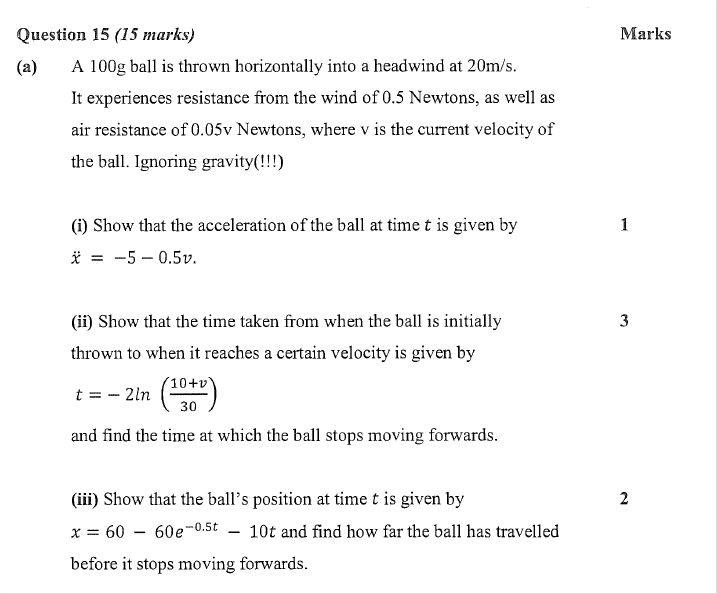 Question 15 (15 marks) Marks
(a) A 100g ball is thrown horizontally into a headwind at 20m/s.
It experiences resistance from the wind of 0.5 Newtons, as well as
air resistance of 0.05v Newtons, where v is the current velocity of
the ball. Ignoring gravity(!!!)
(i) Show that the acceleration of the ball at time t is given by 1
ẍ = −5 − 0.5v.
(ii) Show that the time taken from when the ball is initially 3
thrown to when it reaches a certain velocity is given by
t = − 2ln (10+v / 30)
and find the time at which the ball stops moving forwards.
(iii) Show that the ball's position at time t is given by 2
x = 60 − 60e^−0.5t − 10t and find how far the ball has travelled
before it stops moving forwards.